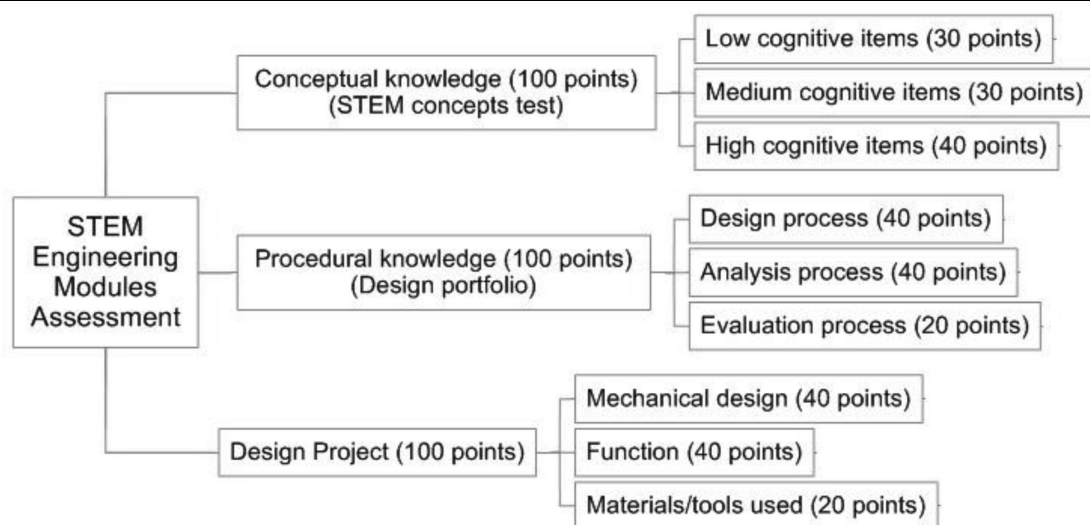 STEM
Engineering
Modules
Assessment
Conceptual knowledge (100 points)
(STEM concepts test)
Low cognitive items (30 points)
Medium cognitive items (30 points)
High cognitive items (40 points)
Procedural knowledge (100 points)
(Design portfolio)
Design process (40 points)
Analysis process (40 points)
Evaluation process (20 points)
Design Project (100 points)
Mechanical design (40 points)
Function (40 points)
Materials/tools used (20 points)